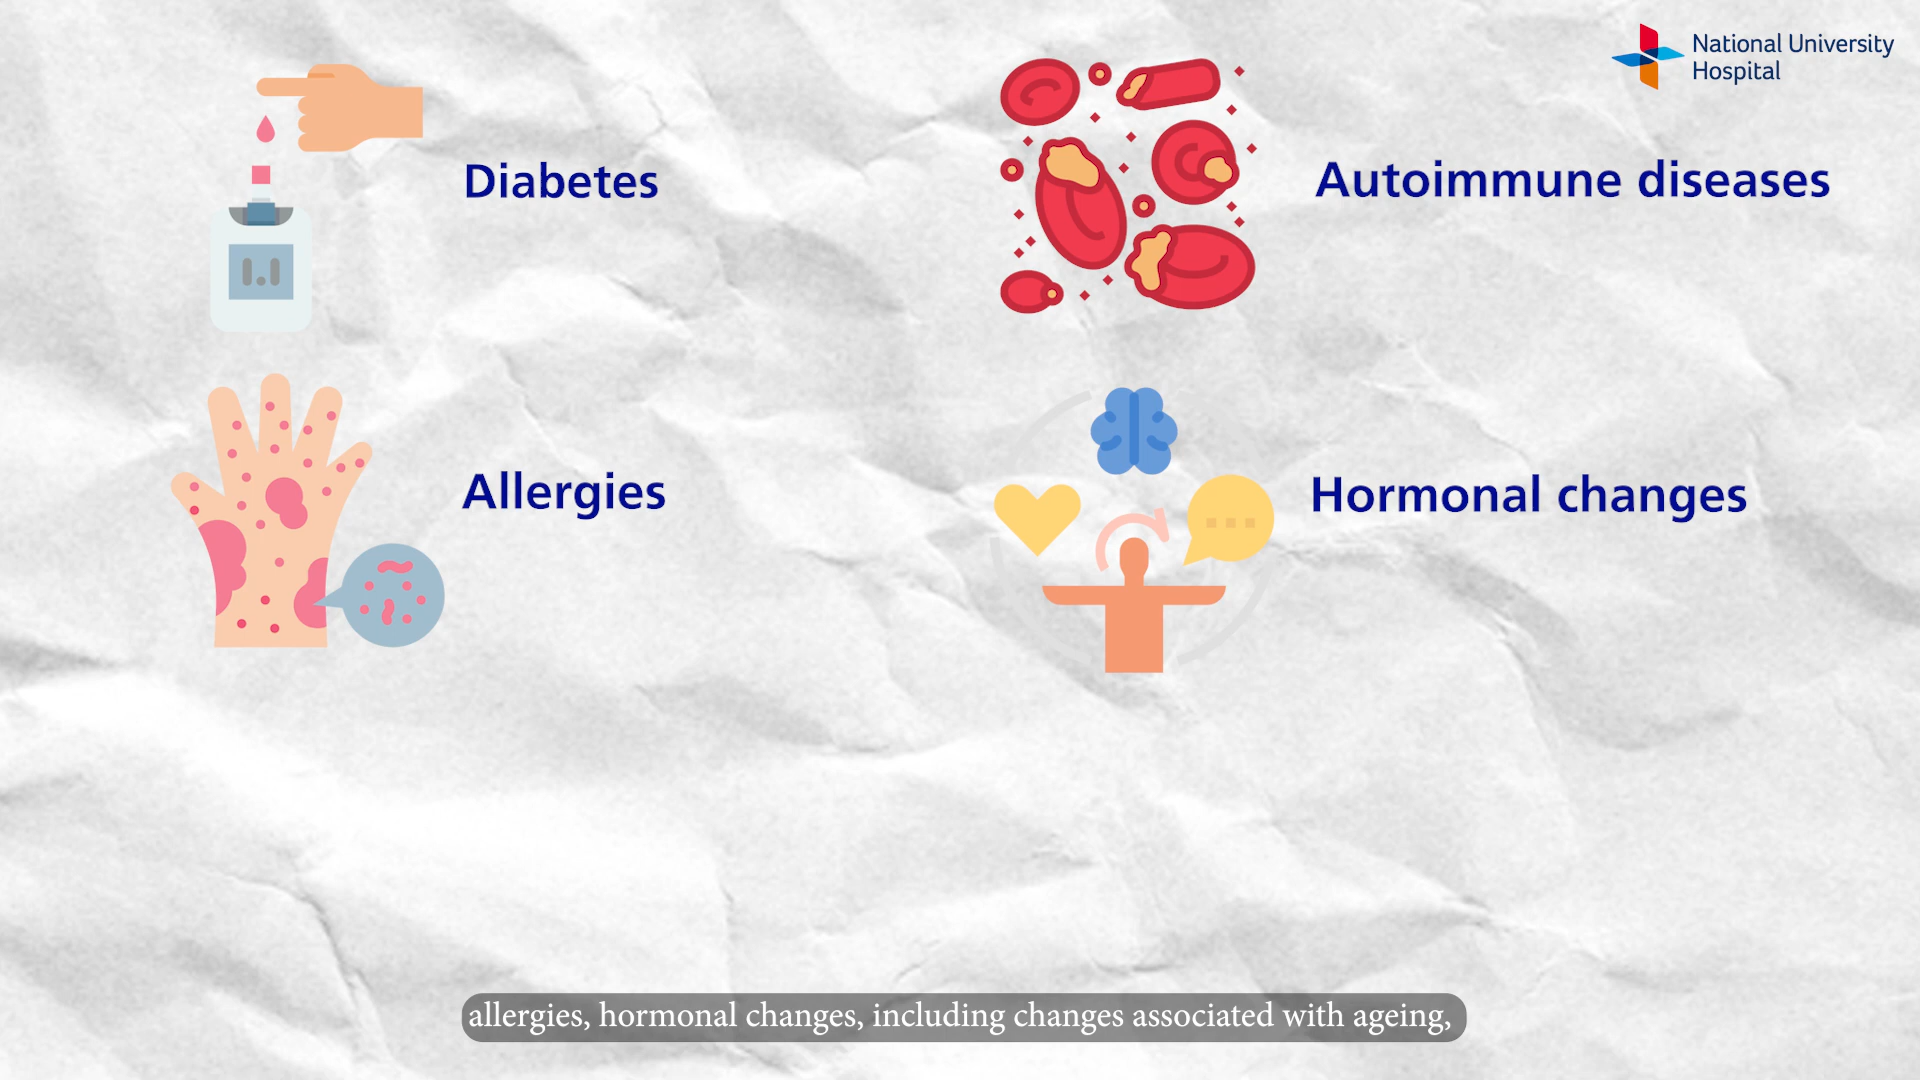 National University
Hospital
Diabetes
Autoimmune diseases
Allergies
Hormonal changes
allergies, hormonal changes, including changes associated with ageing,